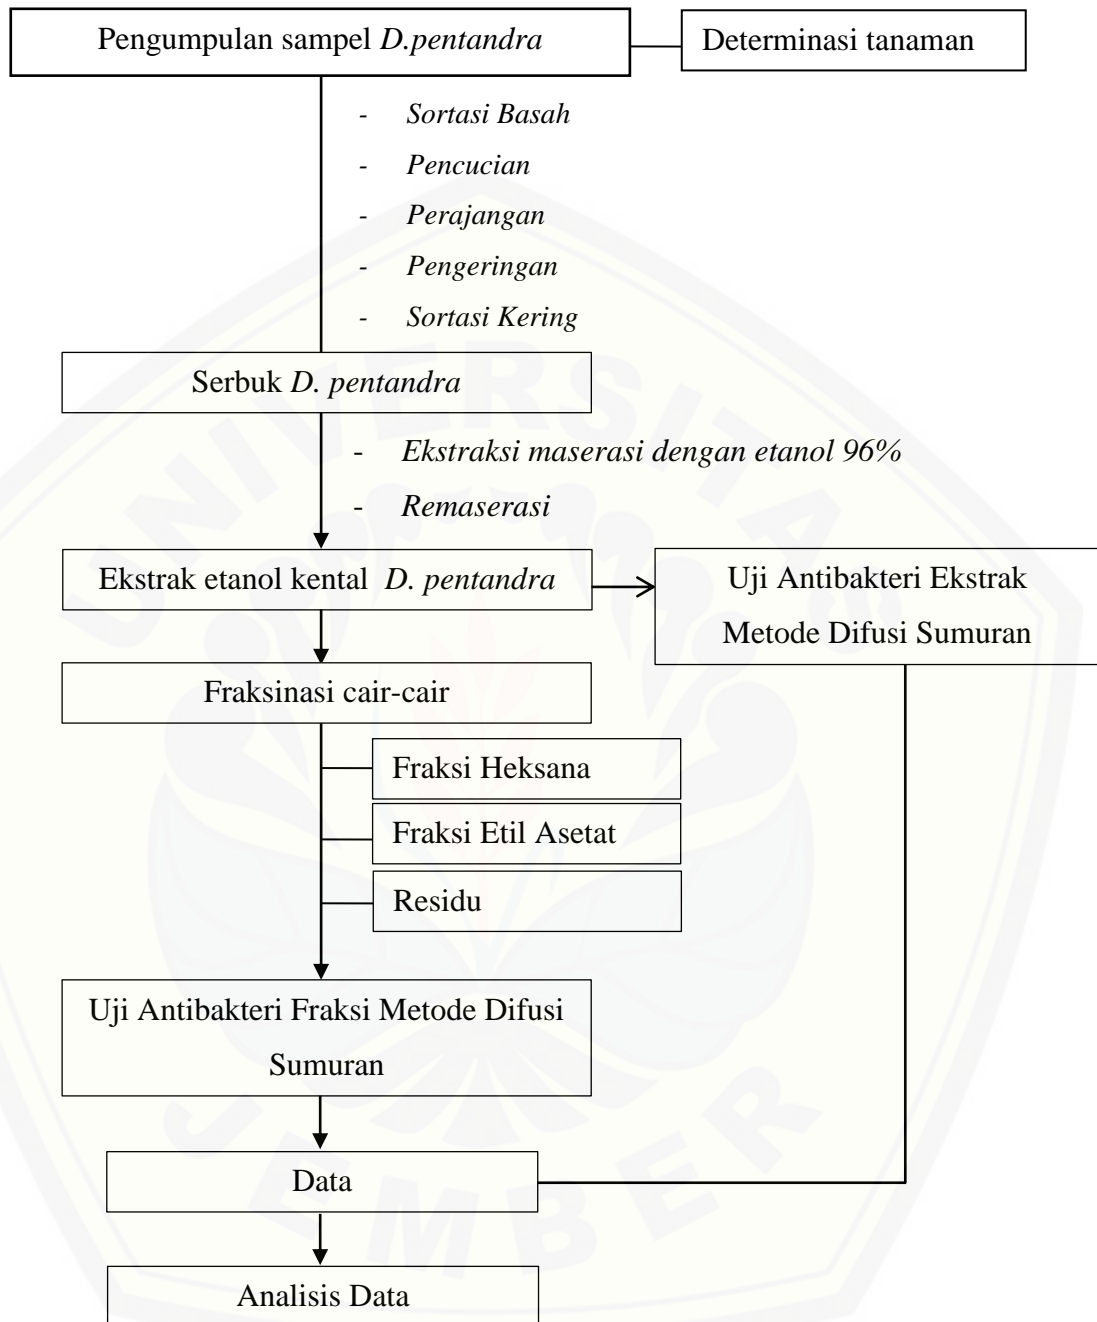 Pengumpulan sampel D.pentandra
Determinasi tanaman
- Sortasi Basah
- Pencucian
- Perajangan
- Pengeringan
- Sortasi Kering
Serbuk D. pentandra
- Ekstraksi maserasi dengan etanol 96%
- Remaserasi
Ekstrak etanol kental D. pentandra
Uji Antibakteri Ekstrak
Metode Difusi Sumuran
Fraksinasi cair-cair
Fraksi Heksana
Fraksi Etil Asetat
Residu
Uji Antibakteri Fraksi Metode Difusi
Sumuran
Data
Analisis Data
UNIVERSITAS
JEMBER